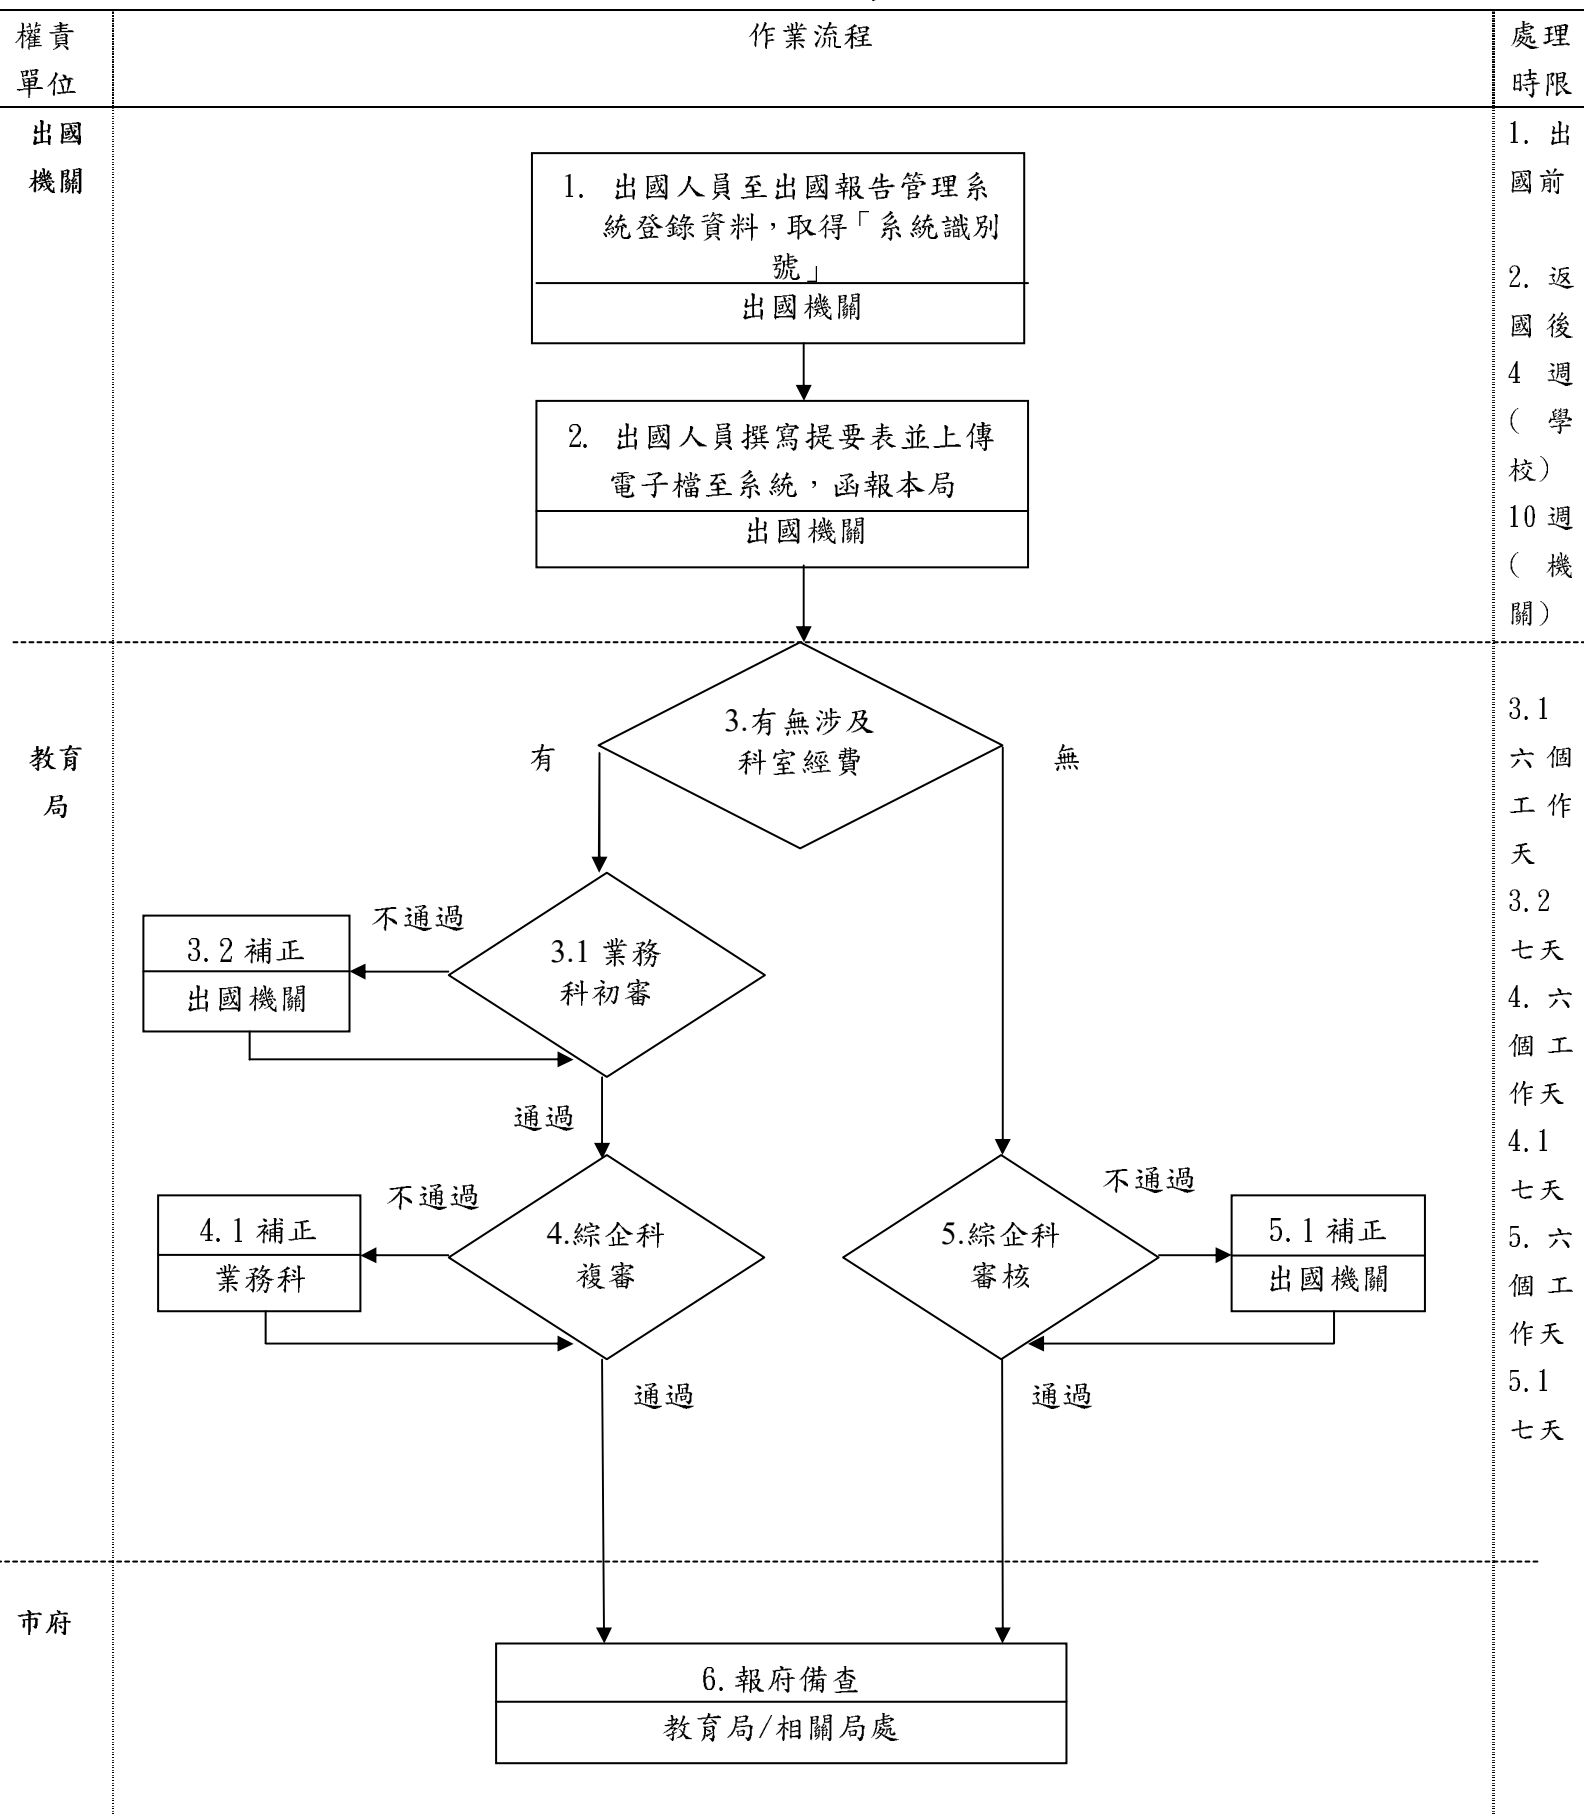 權責
單位
作業流程
處理
時限
出國
機關
1. 出國人員至出國報告管理系
統登錄資料，取得「系統識別
號」
出國機關
2. 出國人員撰寫提要表並上傳
電子檔至系統，函報本局
出國機關
1. 出
國前
2. 返
國後
4 週
( 學
校)
10週
( 機
關)
教育
局
3.有無涉及
科室經費
有
無
3.1 業務
科初審
不通過
3.2 補正
出國機關
通過
4.綜企科
複審
不通過
4.1 補正
業務科
通過
5.綜企科
審核
不通過
5.1 補正
出國機關
通過
3.1
六個
工作
天
3.2
七天
4. 六
個工
作天
4.1
七天
5. 六
個工
作天
5.1
七天
市府
6.報府備查
教育局/相關局處